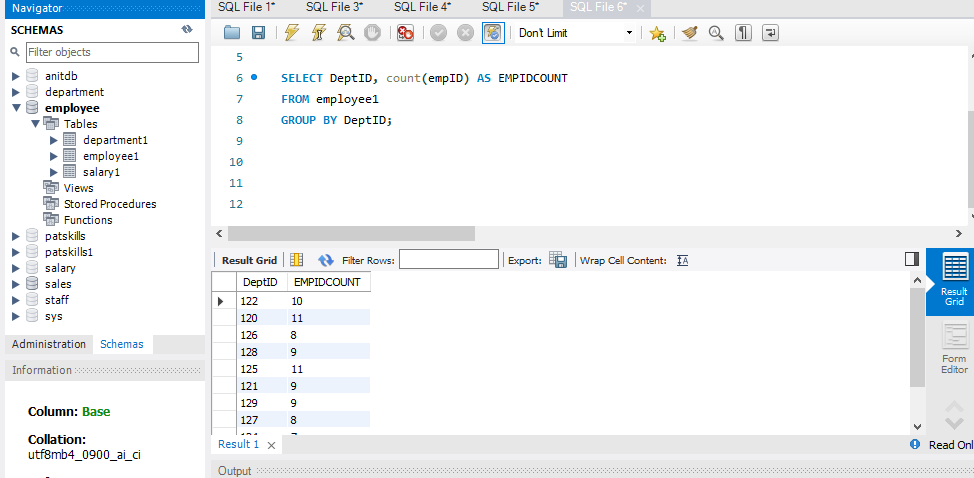 Navigator
SCHEMAS
Filter objects
anitdb
department
employee
Tables
department1
employee1
salary1
Views
Stored Procedures
Functions
patskills
patskills1
salary
sales
staff
sys
Administration Schemas
Information
Column: Base
Collation:
utf8mb4_0900_ai_ci
SQL File 1* SQL File 3* SQL File 4* SQL File 5* SQL File 6*
Don't Limit
5
6 SELECT DeptID, count(empID) AS EMPIDCOUNT
7 FROM employee1
8 GROUP BY DeptID;
9
10
11
12
Result Grid Filter Rows: Export: Wrap Cell Content: IA
DeptID EMPIDCOUNT
122 10
120 11
126 8
128 9
125 11
121 9
129 9
127 8
Result 1
Output
Result
Grid
Form
Editor
Read Onl